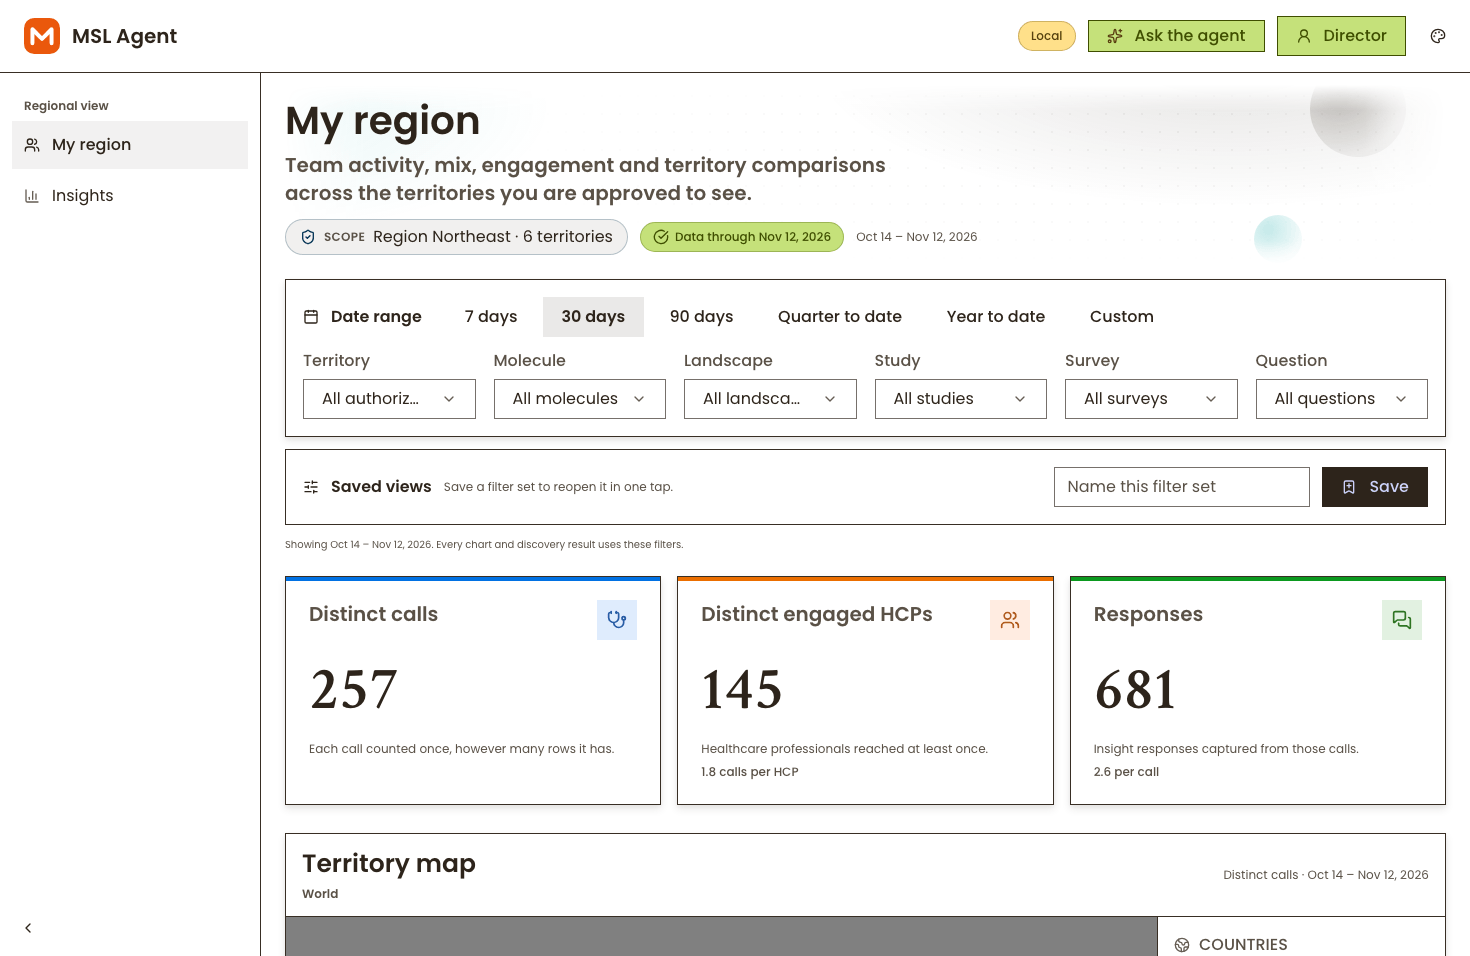 MSL Agent
Local
Ask the agent
Director
Regional view
My region
Insights
My region
Team activity, mix, engagement and territory comparisons
across the territories you are approved to see.
SCOPE Region Northeast · 6 territories
Data through Nov 12, 2026
Oct 14 – Nov 12, 2026
Date range
7 days
30 days
90 days
Quarter to date
Year to date
Custom
Territory
Molecule
Landscape
Study
Survey
Question
All authoriz...
All molecules
All landsca...
All studies
All surveys
All questions
Saved views
Save a filter set to reopen it in one tap.
Name this filter set
Save
Showing Oct 14 – Nov 12, 2026. Every chart and discovery result uses these filters.
Distinct calls
257
Each call counted once, however many rows it has.
Distinct engaged HCPs
145
Healthcare professionals reached at least once.
1.8 calls per HCP
Responses
681
Insight responses captured from those calls.
2.6 per call
Territory map
World
Distinct calls · Oct 14 – Nov 12, 2026
COUNTRIES